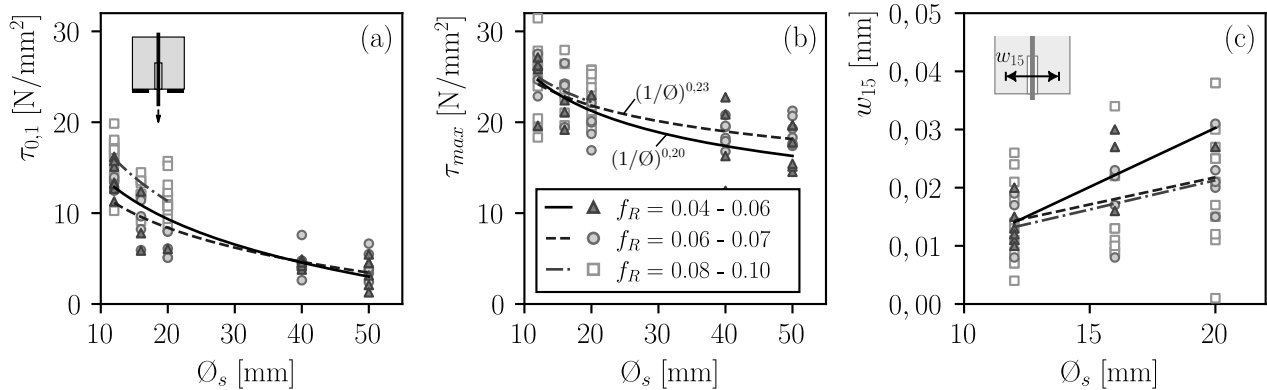 (a)
τ0,1 [N/mm²]
30
20
10
0
10 20 30 40 50
Øs [mm]
(b)
τmax [N/mm²]
30
20
10
0
(1/Ø)0,23
(1/Ø)0,20
fR = 0.04 - 0.06
fR = 0.06 - 0.07
fR = 0.08 - 0.10
10 20 30 40 50
Øs [mm]
(c)
w15 [mm]
w15
0,05
0,04
0,03
0,02
0,01
0,00
10 15 20
Øs [mm]